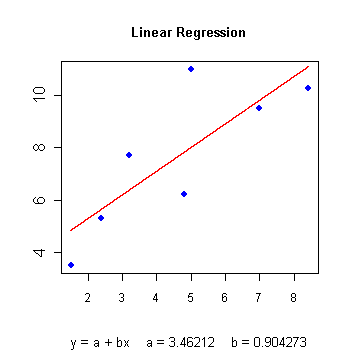 Linear Regression
10
8
6
4
2 3 4 5 6 7 8
y = a + bx a = 3.46212 b = 0.904273